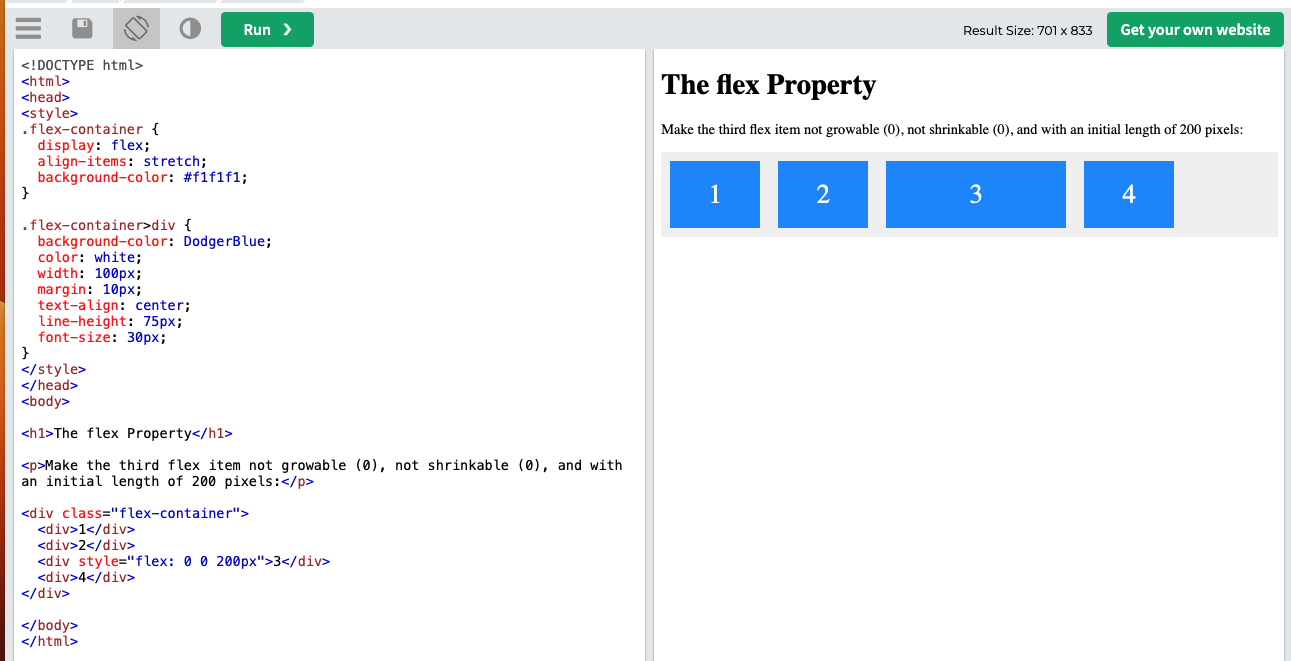 Run ❯
Result Size: 701 x 833
Get your own website
<!DOCTYPE html>
<html>
<head>
<style>
.flex-container {
  display: flex;
  align-items: stretch;
  background-color: #f1f1f1;
}

.flex-container>div {
  background-color: DodgerBlue;
  color: white;
  width: 100px;
  margin: 10px;
  text-align: center;
  line-height: 75px;
  font-size: 30px;
}
</style>
</head>
<body>

<h1>The flex Property</h1>

<p>Make the third flex item not growable (0), not shrinkable (0), and with
an initial length of 200 pixels:</p>

<div class="flex-container">
  <div>1</div>
  <div>2</div>
  <div style="flex: 0 0 200px">3</div>
  <div>4</div>
</div>

</body>
</html>
The flex Property
Make the third flex item not growable (0), not shrinkable (0), and with an initial length of 200 pixels:
1 2 3 4